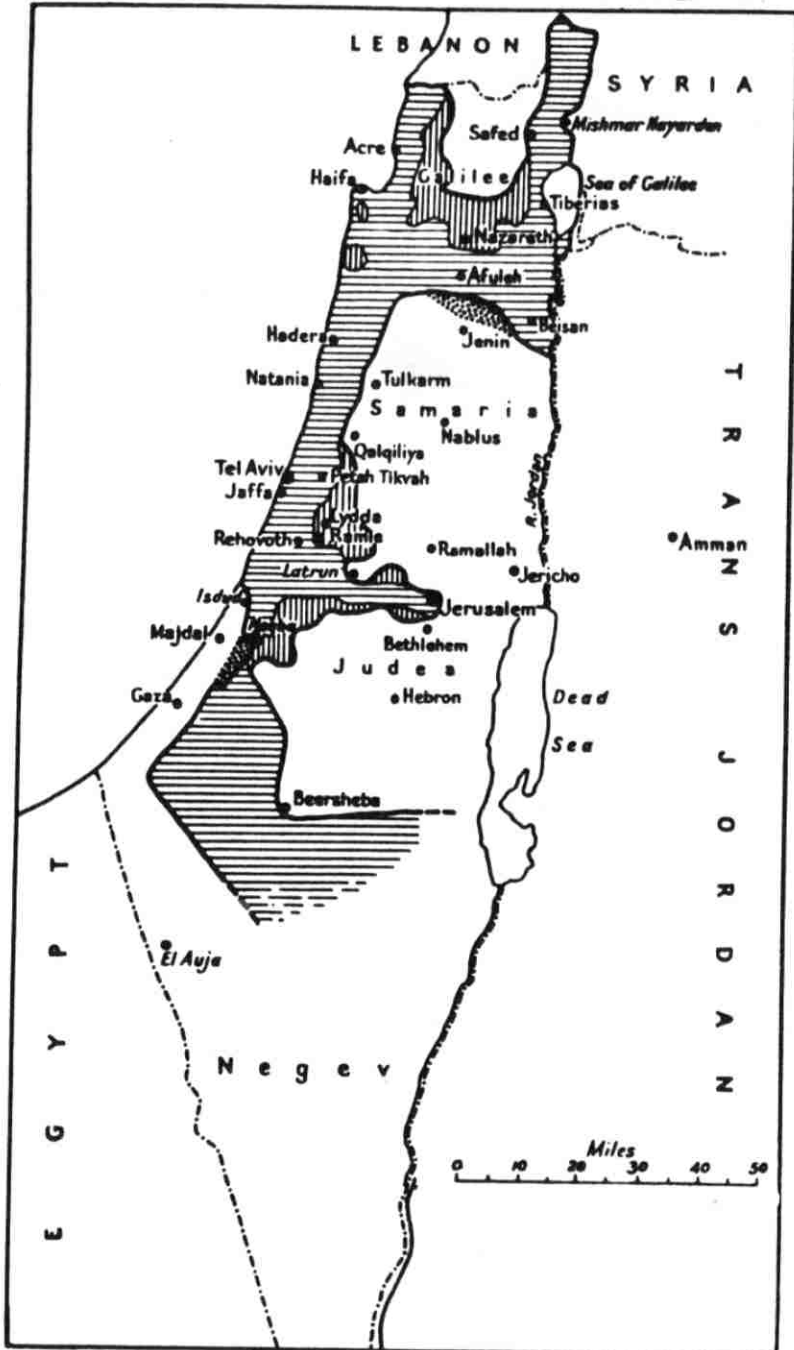 LEBANON
SYRIA
Safed
Mishmar Hayarden
Acre
Galilee
Haifa
Sea of Galilee
Tiberias
Nazareth
Afuleh
Beisan
Hadera
Jenin
Natania
Tulkarm
Samaria
Nablus
Qalqiliya
Tel Aviv
Petah Tikvah
Jaffa
R. Jordan
Lydda
Rehovoth
Ramle
Ramallah
Amman
Latrun
Jericho
Isdud
Jerusalem
Majdal
Bethlehem
Judea
Gaza
Hebron
Dead
Sea
Beersheba
TRANS JORDAN
EGYPT
El Auja
Negev
Miles
0 10 20 30 40 50